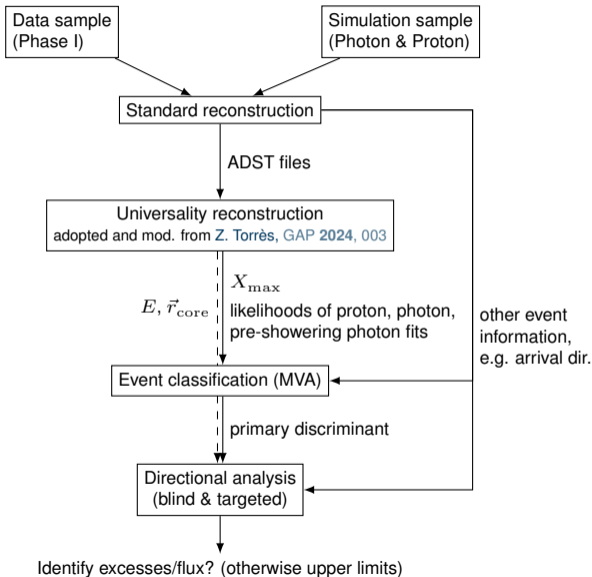 Data sample
(Phase I)
Simulation sample
(Photon & Proton)
Standard reconstruction
ADST files
Universality reconstruction
adopted and mod. from Z. Torrès, GAP 2024, 003
X_max
E, r⃗_core
likelihoods of proton, photon,
pre-showering photon fits
other event
information,
e.g. arrival dir.
Event classification (MVA)
primary discriminant
Directional analysis
(blind & targeted)
Identify excesses/flux? (otherwise upper limits)